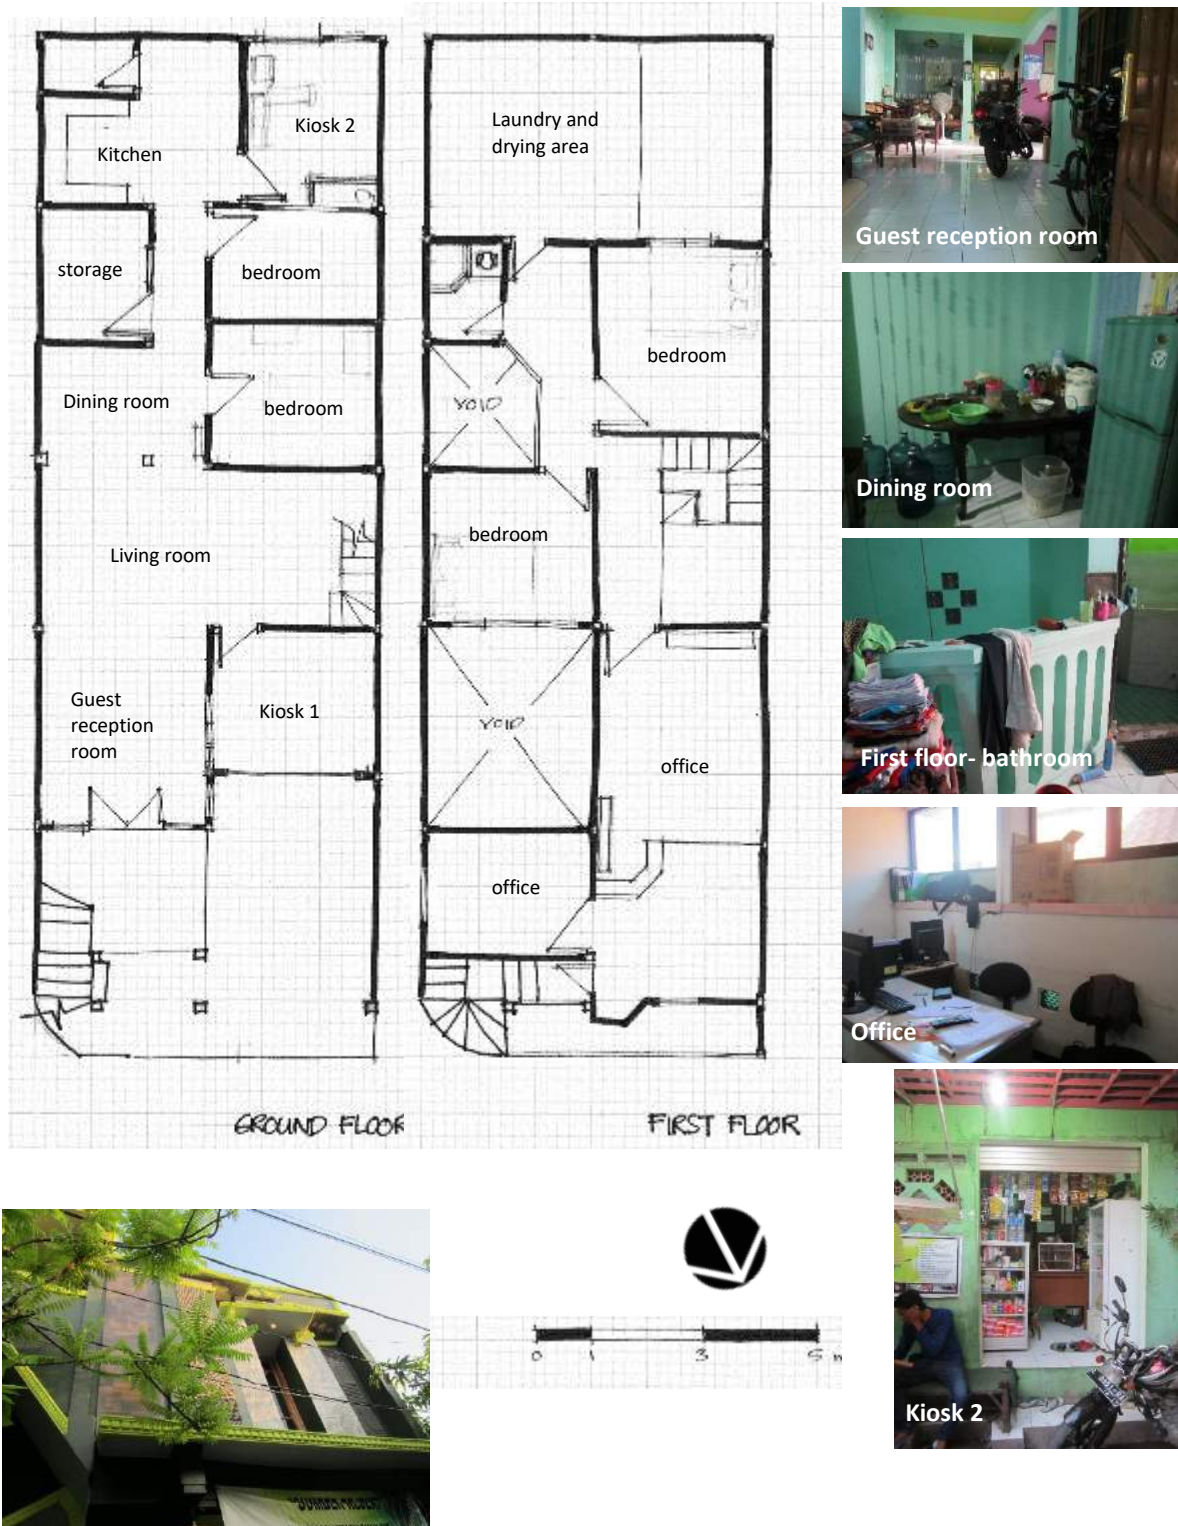 Kiosk 2
Kitchen
storage
bedroom
Dining room
bedroom
Living room
Guest
reception
room
Kiosk 1
GROUND FLOOR
Laundry and
drying area
bedroom
VOID
bedroom
VOID
office
office
FIRST FLOOR
Guest reception room
Dining room
First floor- bathroom
Office
Kiosk 2
0 1 3 5 m